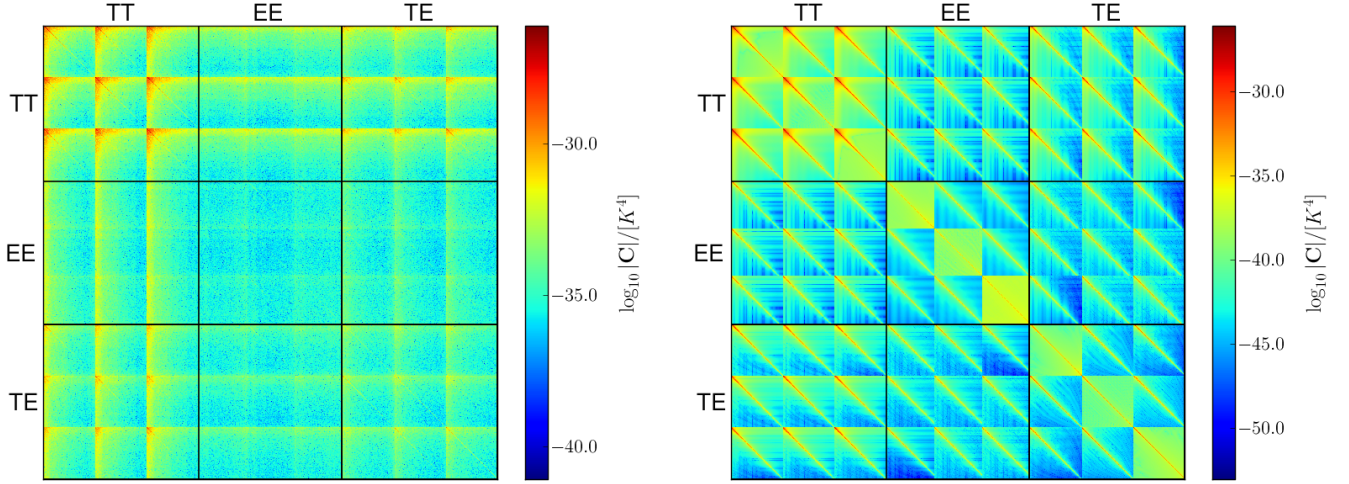 TT EE TE
TT
EE
TE
−30.0
−35.0
−40.0
log₁₀ |C|/[K⁴]
TT EE TE
TT
EE
TE
−30.0
−35.0
−40.0
−45.0
−50.0
log₁₀ |C|/[K⁴]